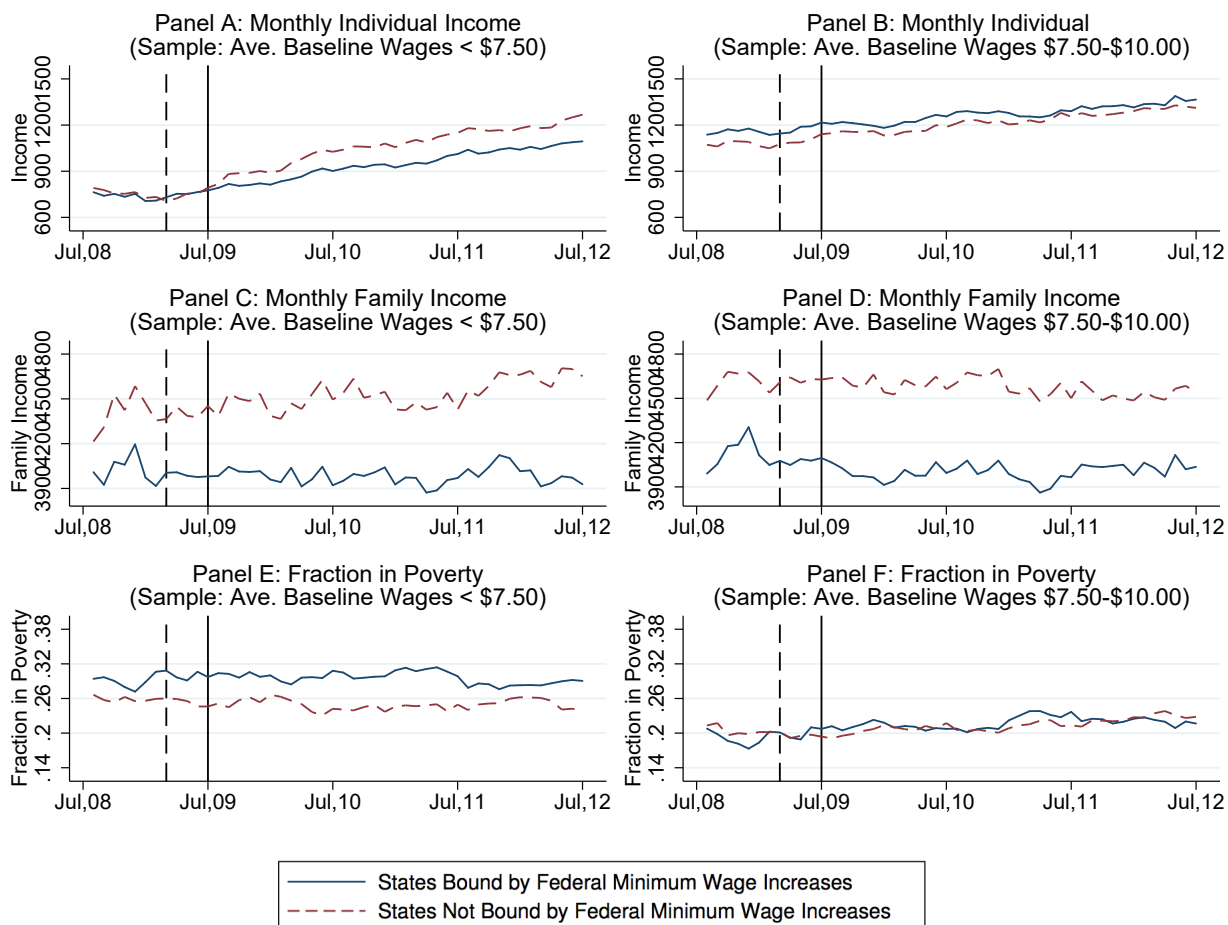 Panel A: Monthly Individual Income
(Sample: Ave. Baseline Wages < $7.50)
Income
600 900 1200 1500
Jul,08 Jul,09 Jul,10 Jul,11 Jul,12
Panel B: Monthly Individual
(Sample: Ave. Baseline Wages $7.50-$10.00)
Income
600 900 1200 1500
Jul,08 Jul,09 Jul,10 Jul,11 Jul,12
Panel C: Monthly Family Income
(Sample: Ave. Baseline Wages < $7.50)
Family Income
3900 4200 4500 4800
Jul,08 Jul,09 Jul,10 Jul,11 Jul,12
Panel D: Monthly Family Income
(Sample: Ave. Baseline Wages $7.50-$10.00)
Family Income
3900 4200 4500 4800
Jul,08 Jul,09 Jul,10 Jul,11 Jul,12
Panel E: Fraction in Poverty
(Sample: Ave. Baseline Wages < $7.50)
Fraction in Poverty
.14 .2 .26 .32 .38
Jul,08 Jul,09 Jul,10 Jul,11 Jul,12
Panel F: Fraction in Poverty
(Sample: Ave. Baseline Wages $7.50-$10.00)
Fraction in Poverty
.14 .2 .26 .32 .38
Jul,08 Jul,09 Jul,10 Jul,11 Jul,12
States Bound by Federal Minimum Wage Increases
States Not Bound by Federal Minimum Wage Increases